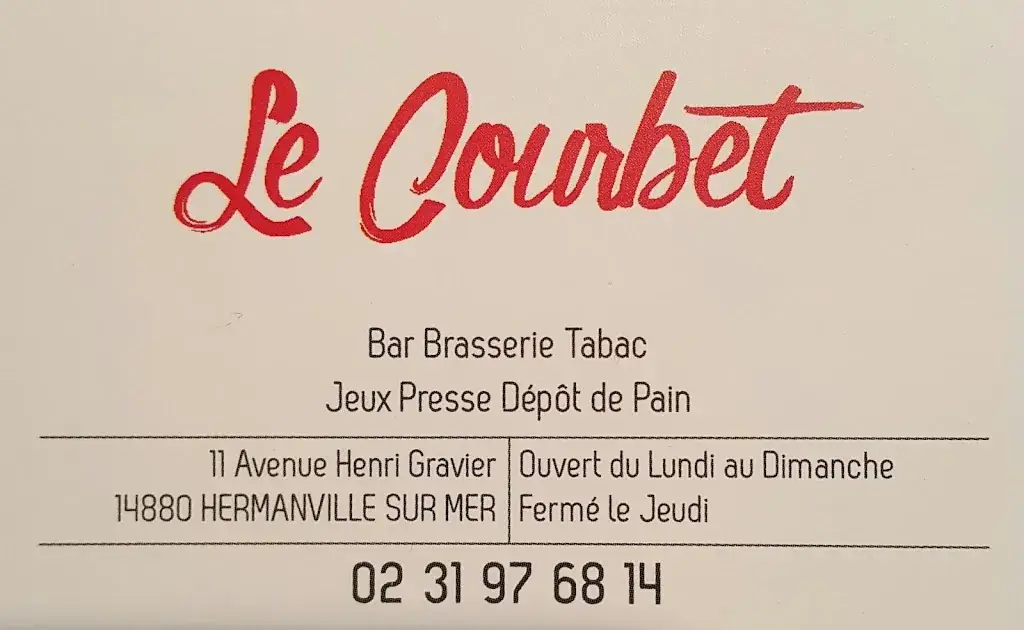 Le Courbet
Bar Brasserie Tabac
Jeux Presse Dépôt de Pain
11 Avenue Henri Gravier
14880 HERMANVILLE SUR MER
Ouvert du Lundi au Dimanche
Fermé le Jeudi
02 31 97 68 14